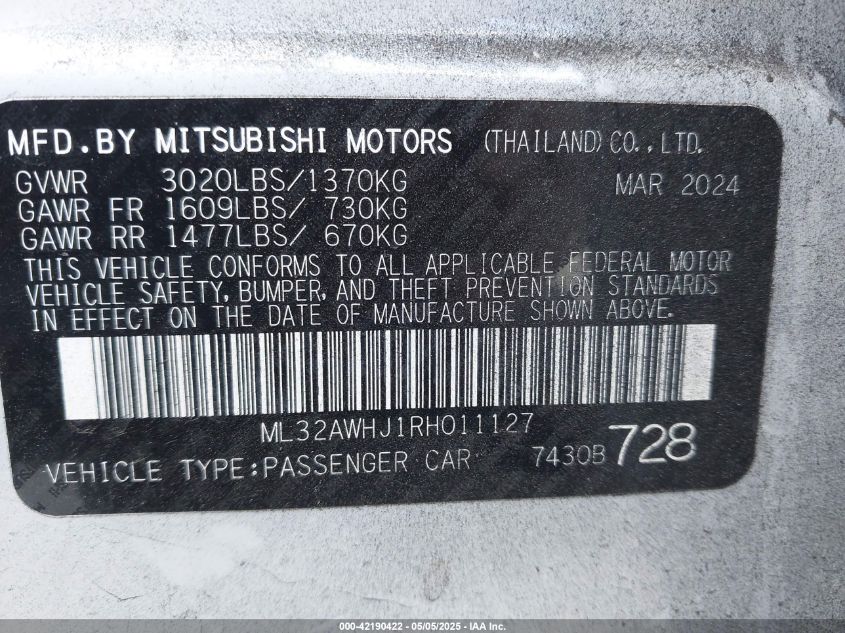 MFD.BY MITSUBISHI MOTORS (THAILAND)CO.,LTD.
GVWR 3020LBS/1370KG MAR 2024
GAWR FR 1609LBS/ 730KG
GAWR RR 1477LBS/ 670KG
THIS VEHICLE CONFORMS TO ALL APPLICABLE FEDERAL MOTOR
VEHICLE SAFETY, BUMPER, AND THEFT PREVENTION STANDARDS
IN EFFECT ON THE DATE OF MANUFACTURE SHOWN ABOVE.
ML32AWHJ1RH011127
VEHICLE TYPE:PASSENGER CAR 7430B 728
000-42190422 - 05/05/2025 - IAA Inc.